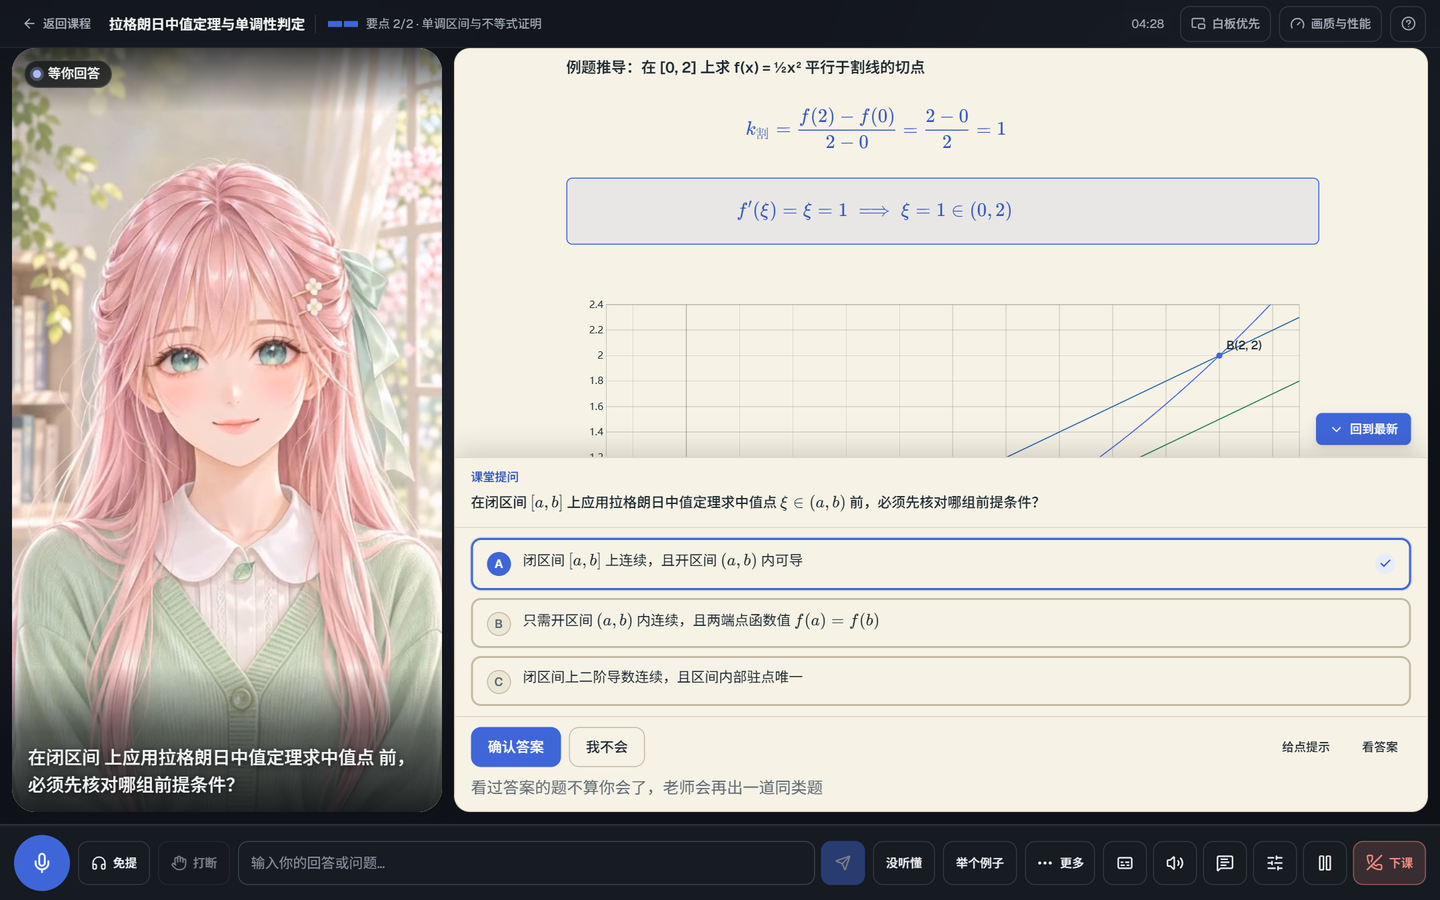 返回课程
拉格朗日中值定理与单调性判定
要点 2/2 · 单调区间与不等式证明
04:28
白板优先
画质与性能
等你回答
在闭区间 上应用拉格朗日中值定理求中值点 前，
必须先核对哪组前提条件？
例题推导：在 [0, 2] 上求 f(x) = ½x² 平行于割线的切点
k割 = (f(2) − f(0))/(2 − 0) = (2 − 0)/2 = 1
f′(ξ) = ξ = 1 ⟹ ξ = 1 ∈ (0, 2)
2.4
2.2
2
1.8
1.6
1.4
B(2, 2)
回到最新
课堂提问
在闭区间 [a, b] 上应用拉格朗日中值定理求中值点 ξ ∈ (a, b) 前，必须先核对哪组前提条件？
A 闭区间 [a, b] 上连续，且开区间 (a, b) 内可导
B 只需开区间 (a, b) 内连续，且两端点函数值 f(a) = f(b)
C 闭区间上二阶导数连续，且区间内部驻点唯一
确认答案
我不会
给点提示
看答案
看过答案的题不算你会了，老师会再出一道同类题
免提
打断
输入你的回答或问题...
没听懂
举个例子
更多
下课